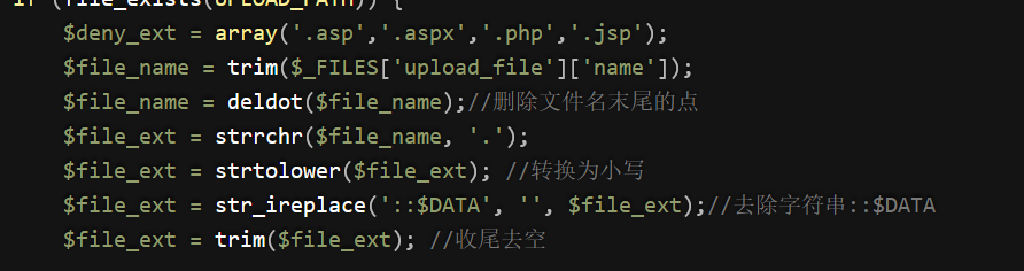 if (file_exists(UPLOAD_PATH)) {
$deny_ext = array('.asp','.aspx','.php','.jsp');
$file_name = trim($_FILES['upload_file']['name']);
$file_name = deldot($file_name);//删除文件名末尾的点
$file_ext = strrchr($file_name, '.');
$file_ext = strtolower($file_ext); //转换为小写
$file_ext = str_ireplace('::$DATA', '', $file_ext);//去除字符串::$DATA
$file_ext = trim($file_ext); //收尾去空